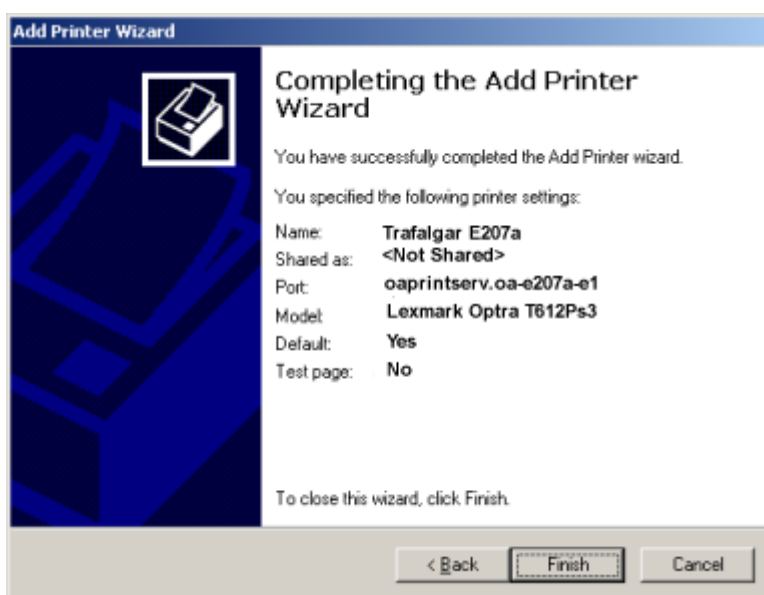 Add Printer Wizard
Completing the Add Printer
Wizard
You have successfully completed the Add Printer wizard.
You specified the following printer settings:
Name: Trafalgar E207a
Shared as: <Not Shared>
Port: oaprintserv.oa-e207a-e1
Model: Lexmark Optra T612Ps3
Default: Yes
Test page: No
To close this wizard, click Finish.
< Back Finish Cancel